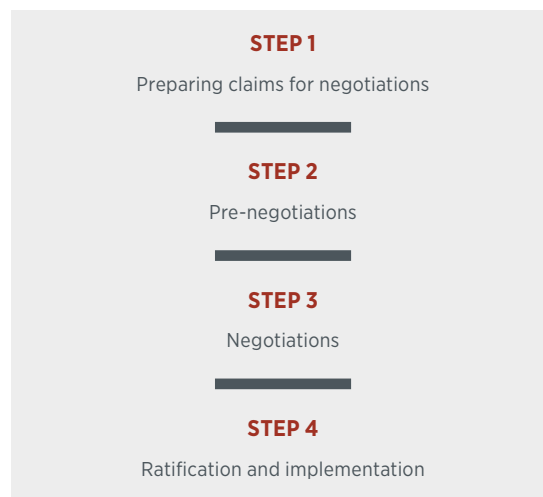 STEP 1
Preparing claims for negotiations
STEP 2
Pre-negotiations
STEP 3
Negotiations
STEP 4
Ratification and implementation